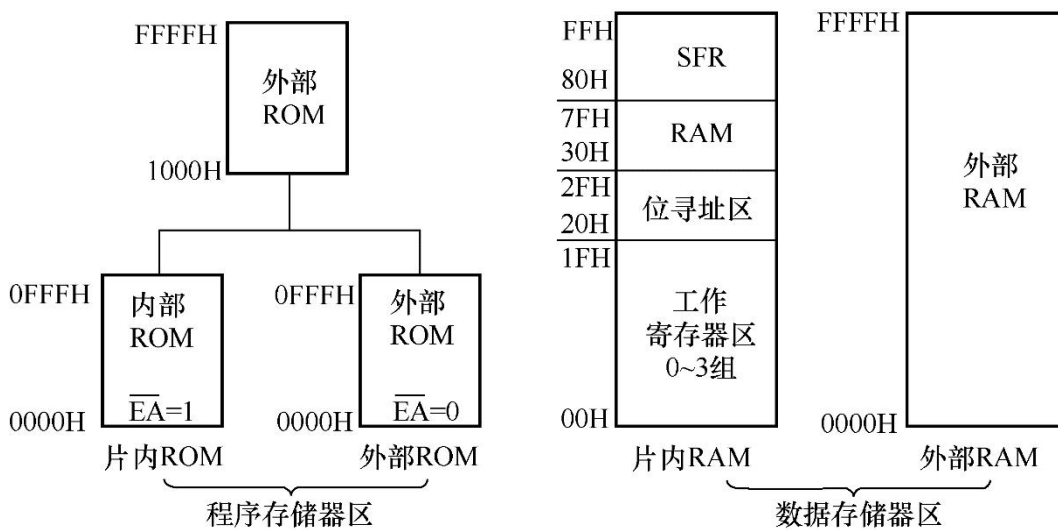 FFFFH
外部
ROM
1000H
0FFFH
内部
ROM
EA=1
0000H
片内ROM
0FFFH
外部
ROM
EA=0
0000H
外部ROM
程序存储器区
FFH
SFR
80H
7FH
RAM
30H
2FH
位寻址区
20H
1FH
工作
寄存器区
0~3组
00H
片内RAM
FFFFH
外部
RAM
0000H
外部RAM
数据存储器区